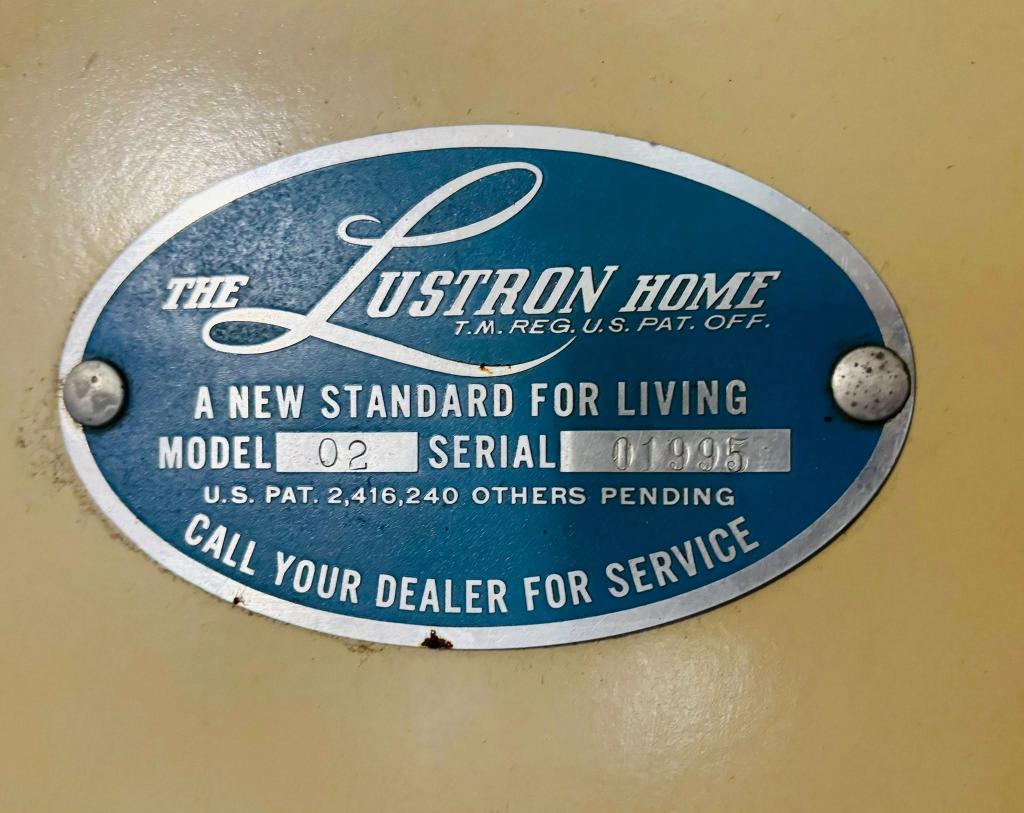 THE LUSTRON HOME
T.M. REG. U.S. PAT. OFF.
A NEW STANDARD FOR LIVING
MODEL 02 SERIAL 01995
U.S. PAT. 2,416,240 OTHERS PENDING
CALL YOUR DEALER FOR SERVICE